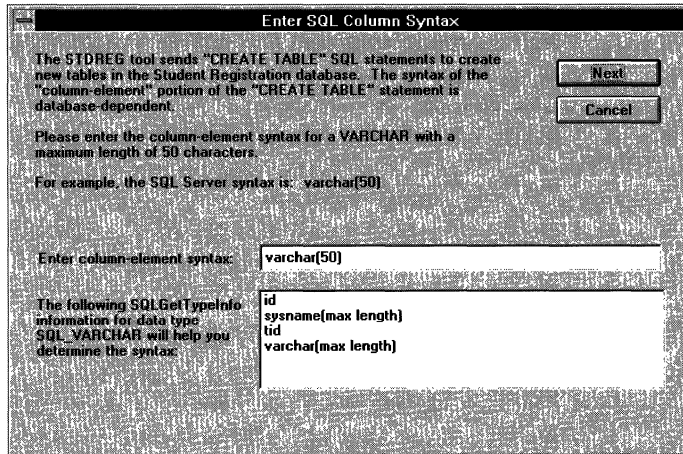 Enter SQL Column Syntax
The STDREG tool sends "CREATE TABLE" SQL statements to create
new tables in the Student Registration database. The syntax of the
"column-element" portion of the "CREATE TABLE" statement is
database-dependent.
Next
Cancel
Please enter the column-element syntax for a VARCHAR with a
maximum length of 50 characters.
For example, the SQL Server syntax is: varchar(50)
Enter column-element syntax:
varchar(50)
The following SQLGetTypeInfo
information for data type
SQL_VARCHAR will help you
determine the syntax:
id
sysname(max length)
tid
varchar(max length)